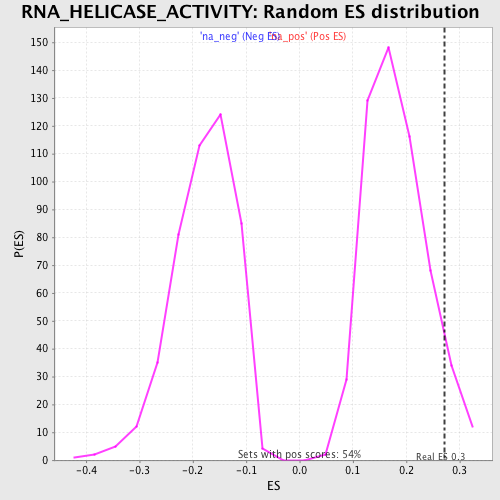 RNA_HELICASE_ACTIVITY: Random ES distribution
'na_neg' (Neg ES) 'na_pos' (Pos ES)
150
140
130
120
110
100
90
80
70
60
50
40
30
20
10
0
P(ES)
Sets with pos scores: 54%
Real ES 0.3
-0.4 -0.3 -0.2 -0.1 0.0 0.1 0.2 0.3
ES